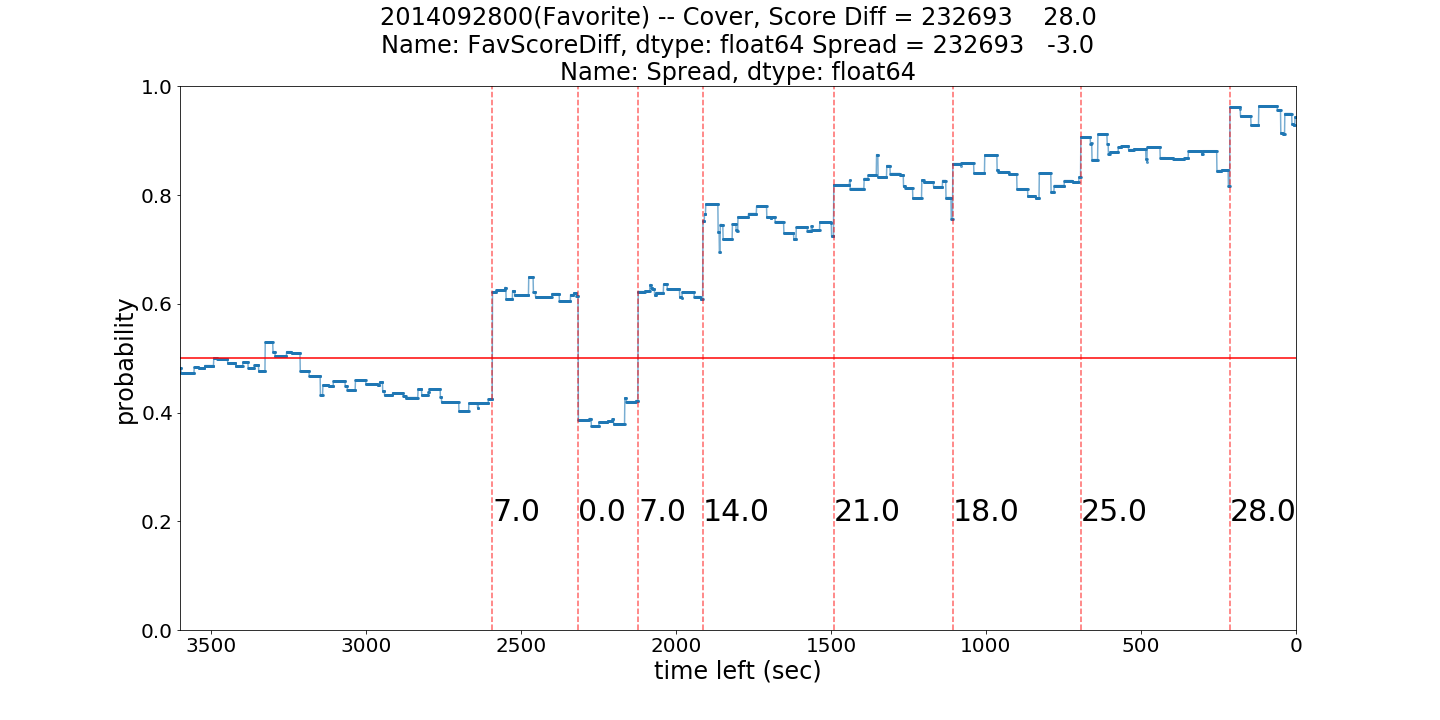 2014092800(Favorite) -- Cover, Score Diff = 232693    28.0
Name: FavScoreDiff, dtype: float64 Spread = 232693   -3.0
Name: Spread, dtype: float64
1.0
0.8
0.6
0.4
0.2
0.0
probability
7.0 0.0 7.0 14.0 21.0 18.0 25.0 28.0
3500 3000 2500 2000 1500 1000 500 0
time left (sec)